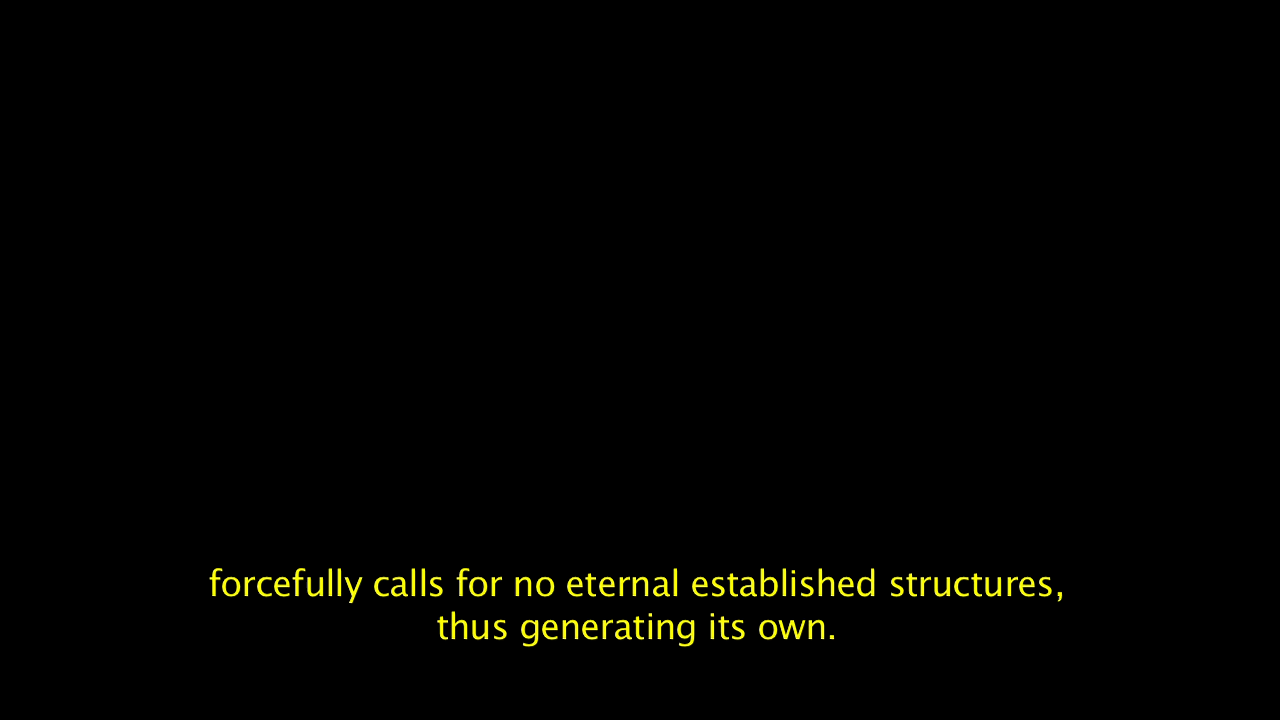 forcefully calls for no eternal established structures,
thus generating its own.